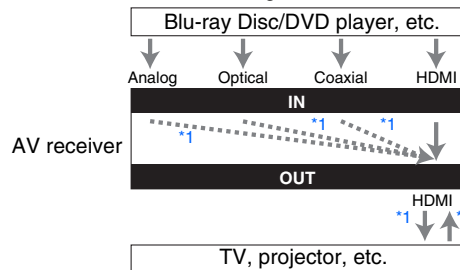 Blu-ray Disc/DVD player, etc.
Analog Optical Coaxial HDMI
IN
*1 *1 *1
AV receiver
OUT
HDMI
*1
TV, projector, etc.